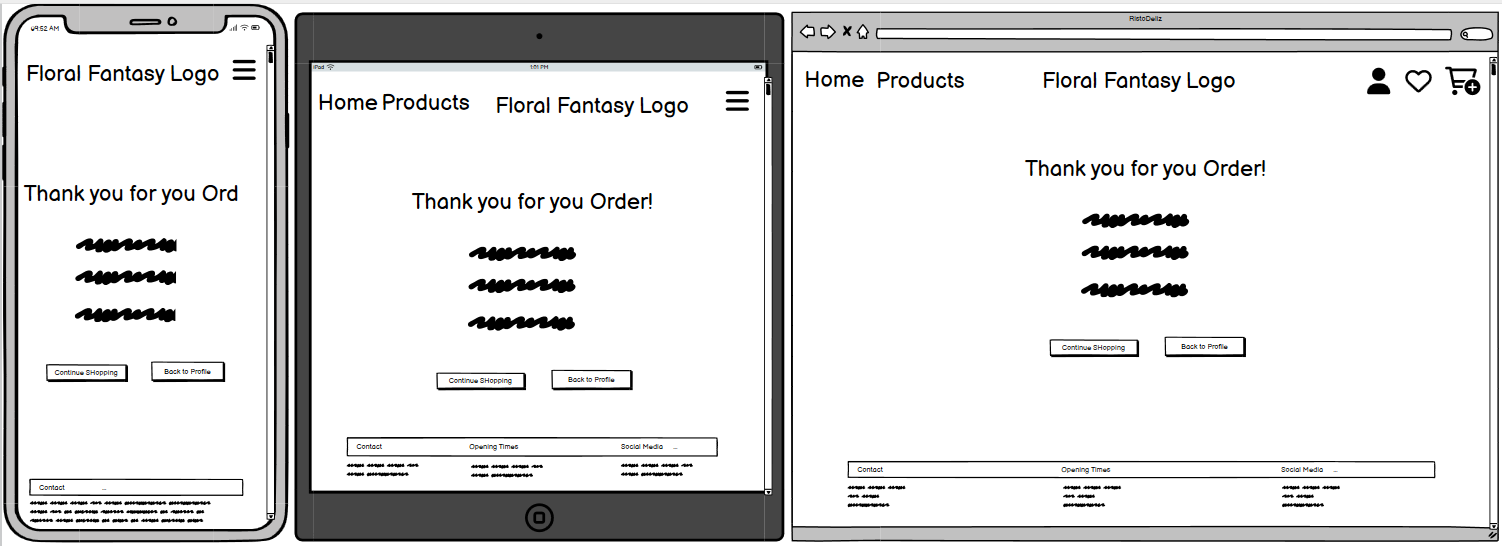 09:52 AM
Floral Fantasy Logo
Thank you for you Ord
Continue SHopping
Back to Profile
Contact ...
iPad
1:01 PM
Home Products
Floral Fantasy Logo
Thank you for you Order!
Continue SHopping
Back to Profile
Contact
Opening Times
Social Media ...
RistoDeliz
Home Products
Floral Fantasy Logo
Thank you for you Order!
Continue SHopping
Back to Profile
Contact
Opening Times
Social Media ...